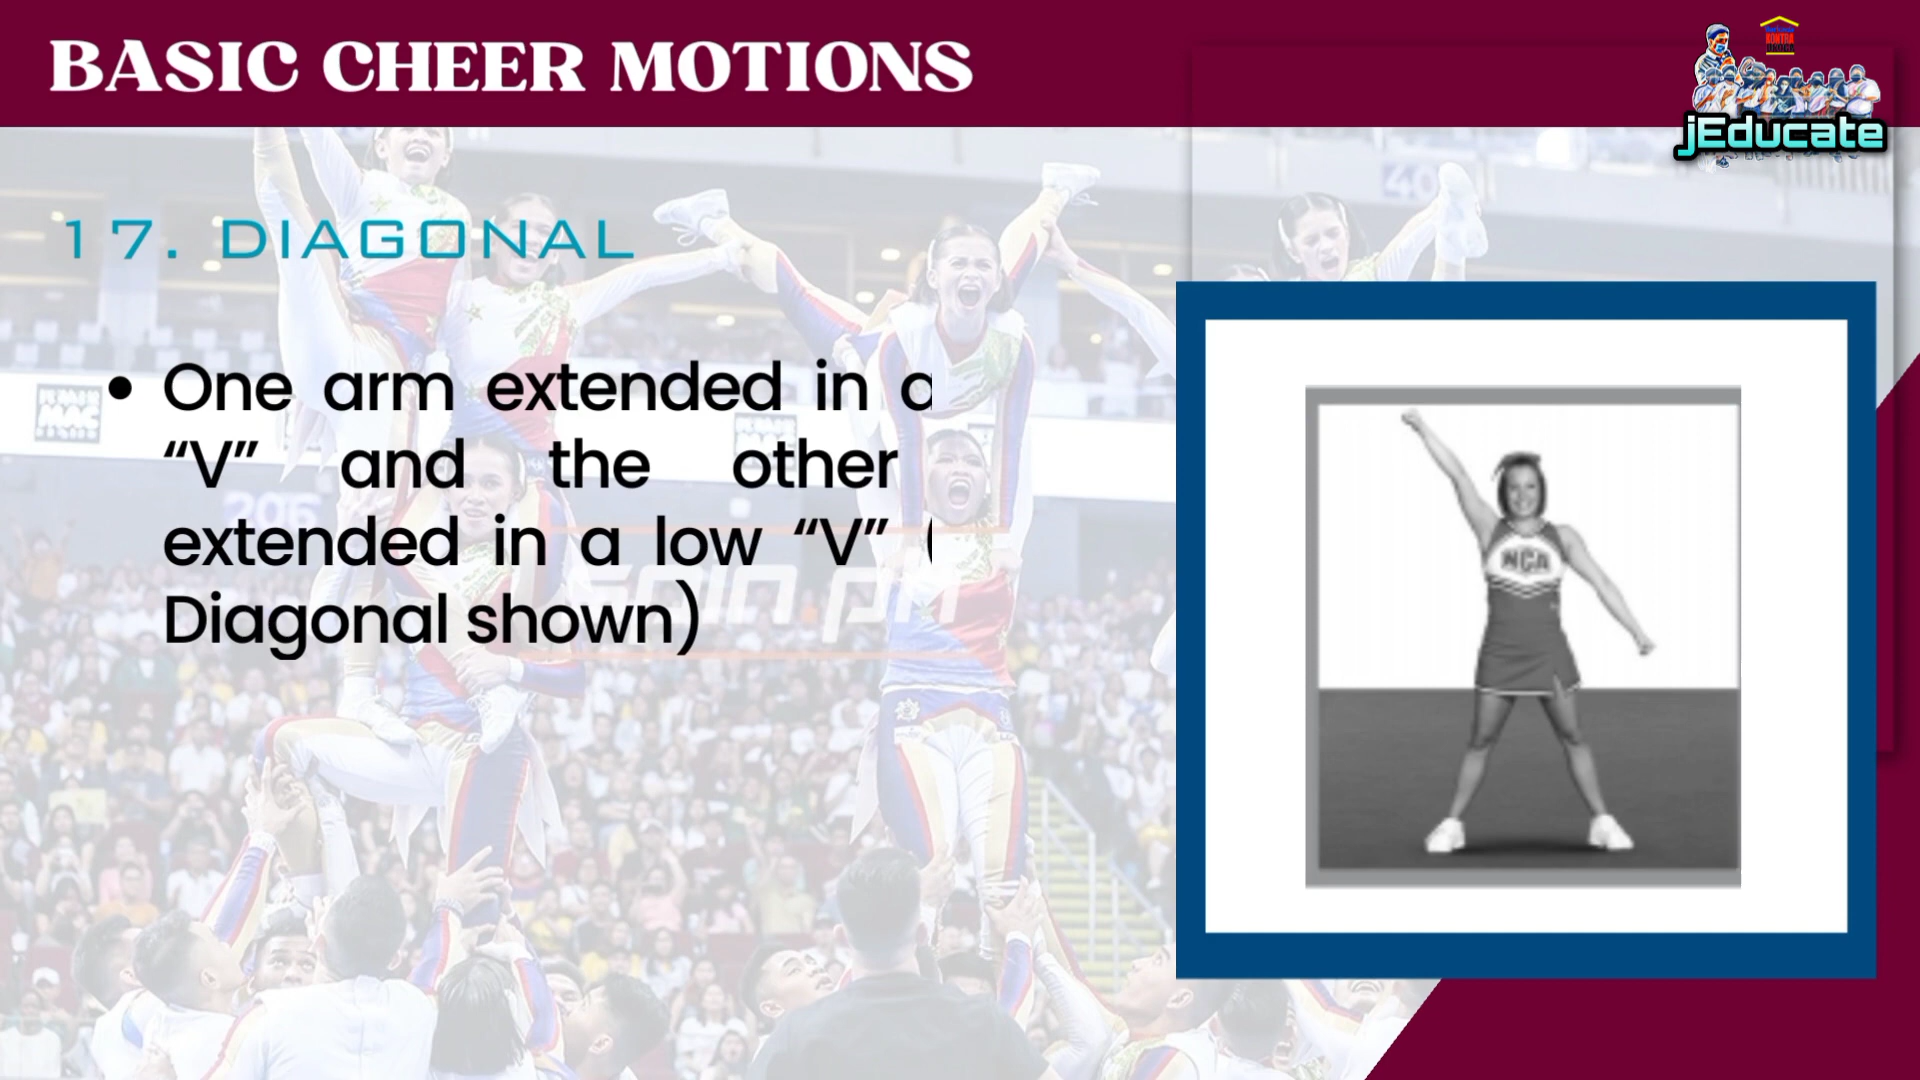 BASIC CHEER MOTIONS
jEducate
17. DIAGONAL
• One arm extended in a
“V” and the other
extended in a low “V” (
Diagonal shown)
NCA